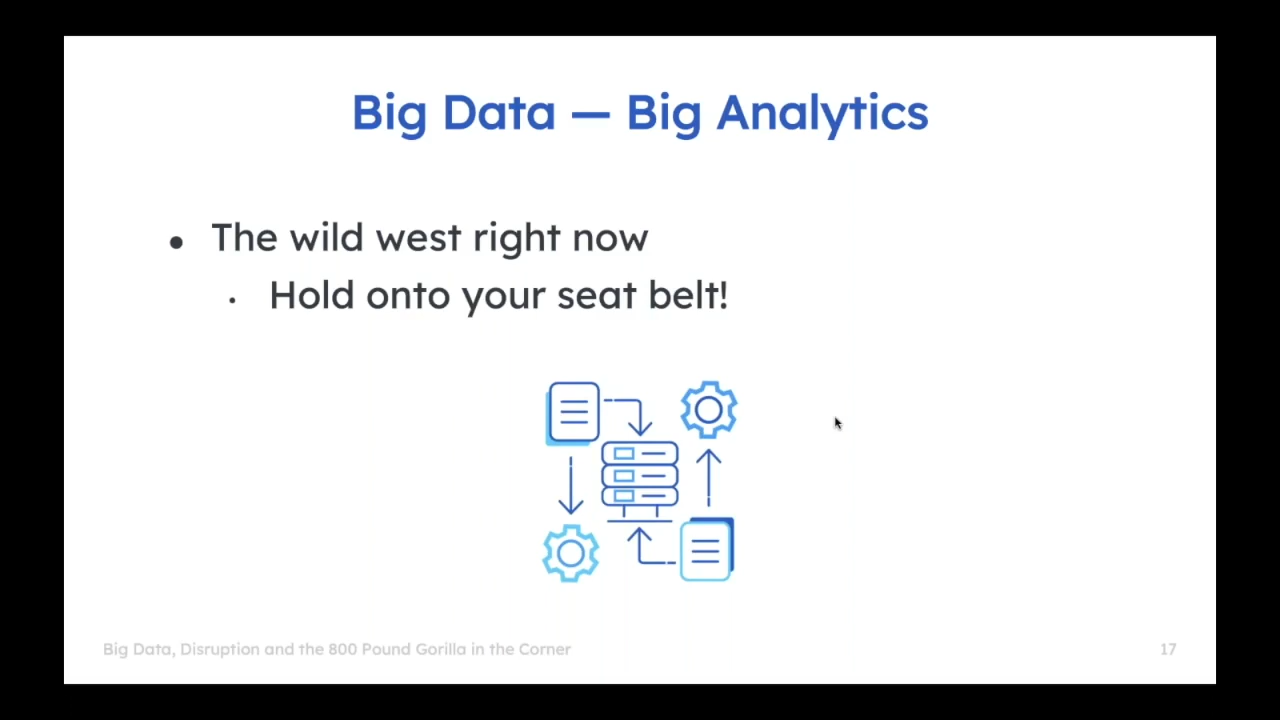 Big Data — Big Analytics
• The wild west right now
• Hold onto your seat belt!
Big Data, Disruption and the 800 Pound Gorilla in the Corner
17